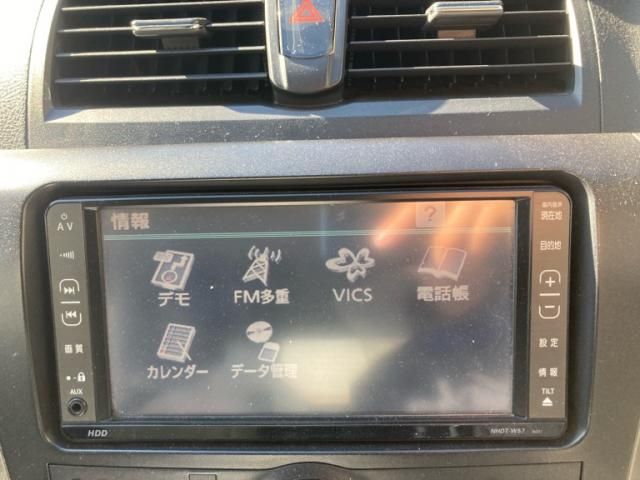 情報
?
デモ
FM多重
VICS
電話帳
カレンダー
データ管理
AV
画質
AUX
HDD
現在地
目的地
+
−
設定
情報
TILT
NHDT-W57